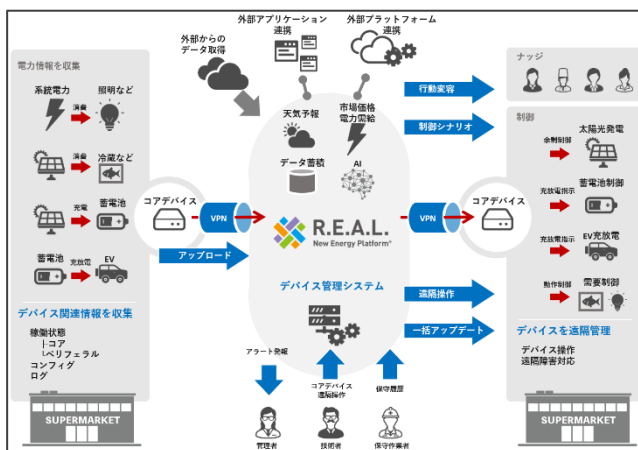 電力情報を収集
系統電力
消費
照明など
消費
冷蔵など
充電
蓄電池
蓄電池
充放電
EV
デバイス関連情報を収集
稼働状態
├コア
└ペリフェラル
コンフィグ
ログ
SUPERMARKET
コアデバイス
VPN
アップロード
外部からの
データ取得
外部アプリケーション
連携
外部プラットフォーム
連携
天気予報
市場価格
電力需給
データ蓄積
AI
R.E.A.L.
New Energy Platform®
デバイス管理システム
アラート発報
コアデバイス
遠隔操作
保守履歴
管理者
技術者
保守作業者
行動変容
制御シナリオ
VPN
コアデバイス
遠隔操作
一括アップデート
ナッジ
制御
太陽光発電
余剰制御
蓄電池制御
充放電指示
EV充放電
充放電指示
需要制御
動作制御
デバイスを遠隔管理
デバイス操作
遠隔障害対応
SUPERMARKET